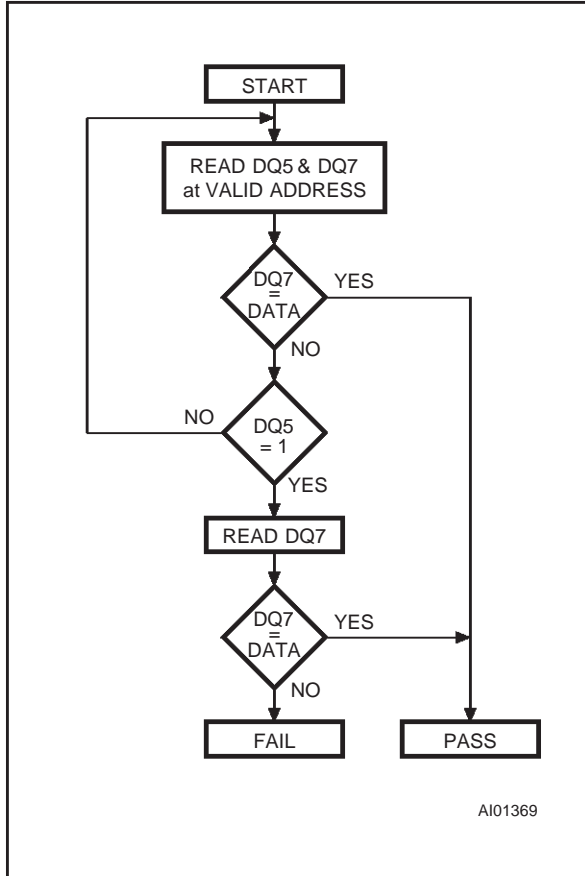 START
READ DQ5 & DQ7
at VALID ADDRESS
DQ7
=
DATA
YES
NO
NO
DQ5
= 1
YES
READ DQ7
DQ7
=
DATA
YES
NO
FAIL
PASS
AI01369